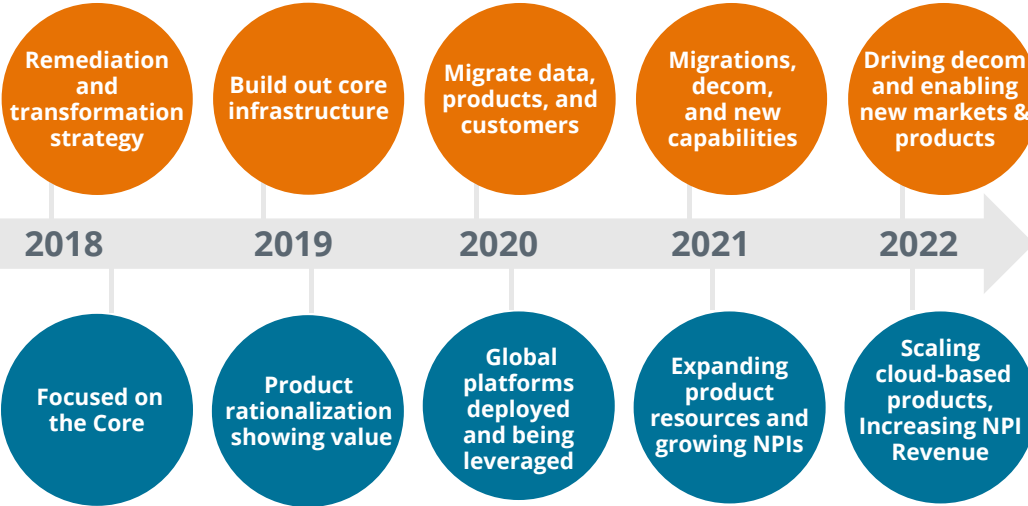 Remediation
and
transformation
strategy
Build out core
infrastructure
Migrate data,
products, and
customers
Migrations,
decom,
and new
capabilities
Driving decom
and enabling
new markets &
products
2018
2019
2020
2021
2022
Focused on
the Core
Product
rationalization
showing value
Global
platforms
deployed
and being
leveraged
Expanding
product
resources and
growing NPIs
Scaling
cloud-based
products,
Increasing NPI
Revenue